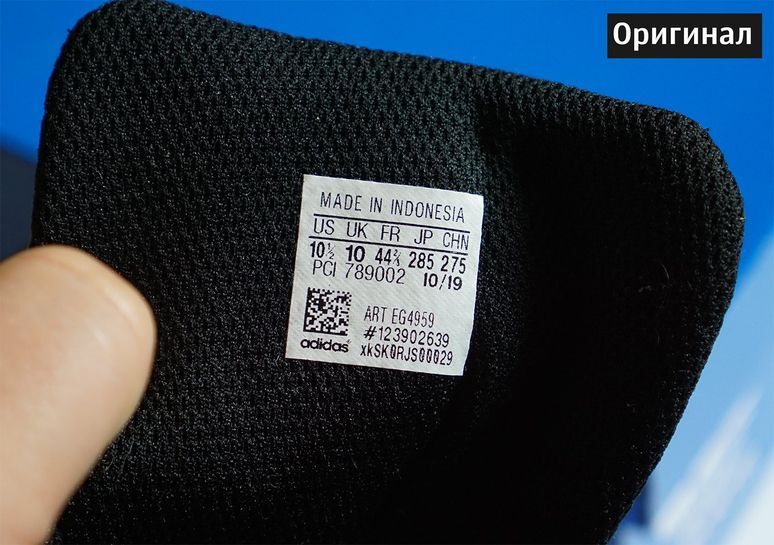 Оригинал
MADE IN INDONESIA
US UK FR JP CHN
10½ 10 44⅔ 285 275
PCI 789002 10/19
ART EG4959
#123902639
adidas xkSK0RJS00029